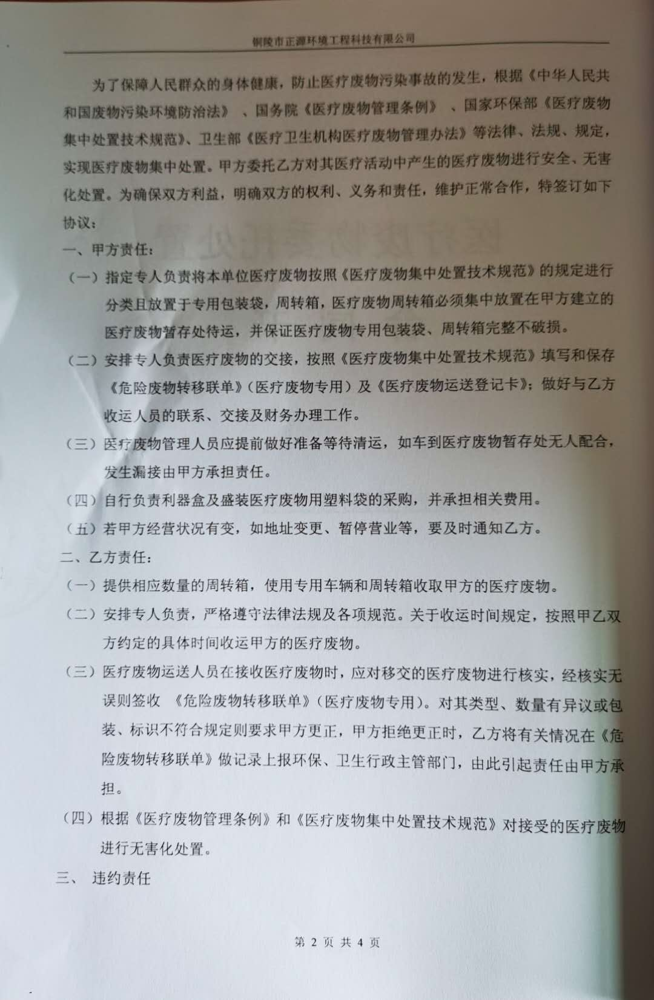 铜陵市正源环境工程科技有限公司
为了保障人民群众的身体健康，防止医疗废物污染事故的发生，根据《中华人民共
和国废物污染环境防治法》 、国务院《医疗废物管理条例》 、国家环保部《医疗废物
集中处置技术规范》、卫生部《医疗卫生机构医疗废物管理办法》等法律、法规、规定，
实现医疗废物集中处置。甲方委托乙方对其医疗活动中产生的医疗废物进行安全、无害
化处置。为确保双方利益，明确双方的权利、义务和责任，维护正常合作，特签订如下
协议：
一、甲方责任：
（一）指定专人负责将本单位医疗废物按照《医疗废物集中处置技术规范》的规定进行
分类且放置于专用包装袋，周转箱，医疗废物周转箱必须集中放置在甲方建立的
医疗废物暂存处待运，并保证医疗废物专用包装袋、周转箱完整不破损。
（二）安排专人负责医疗废物的交接，按照《医疗废物集中处置技术规范》填写和保存
《危险废物转移联单》（医疗废物专用）及《医疗废物运送登记卡》；做好与乙方
收运人员的联系、交接及财务办理工作。
（三）医疗废物管理人员应提前做好准备等待清运，如车到医疗废物暂存处无人配合，
发生漏接由甲方承担责任。
（四）自行负责利器盒及盛装医疗废物用塑料袋的采购，并承担相关费用。
（五）若甲方经营状况有变，如地址变更、暂停营业等，要及时通知乙方。
二、乙方责任：
（一）提供相应数量的周转箱，使用专用车辆和周转箱收取甲方的医疗废物。
（二）安排专人负责，严格遵守法律法规及各项规范。关于收运时间规定，按照甲乙双
方约定的具体时间收运甲方的医疗废物。
（三）医疗废物运送人员在接收医疗废物时，应对移交的医疗废物进行核实，经核实无
误则签收 《危险废物转移联单》（医疗废物专用）。对其类型、数量有异议或包
装、标识不符合规定则要求甲方更正，甲方拒绝更正时，乙方将有关情况在《危
险废物转移联单》做记录上报环保、卫生行政主管部门，由此引起责任由甲方承
担。
（四）根据《医疗废物管理条例》和《医疗废物集中处置技术规范》对接受的医疗废物
进行无害化处置。
三、 违约责任
第 2 页 共 4 页